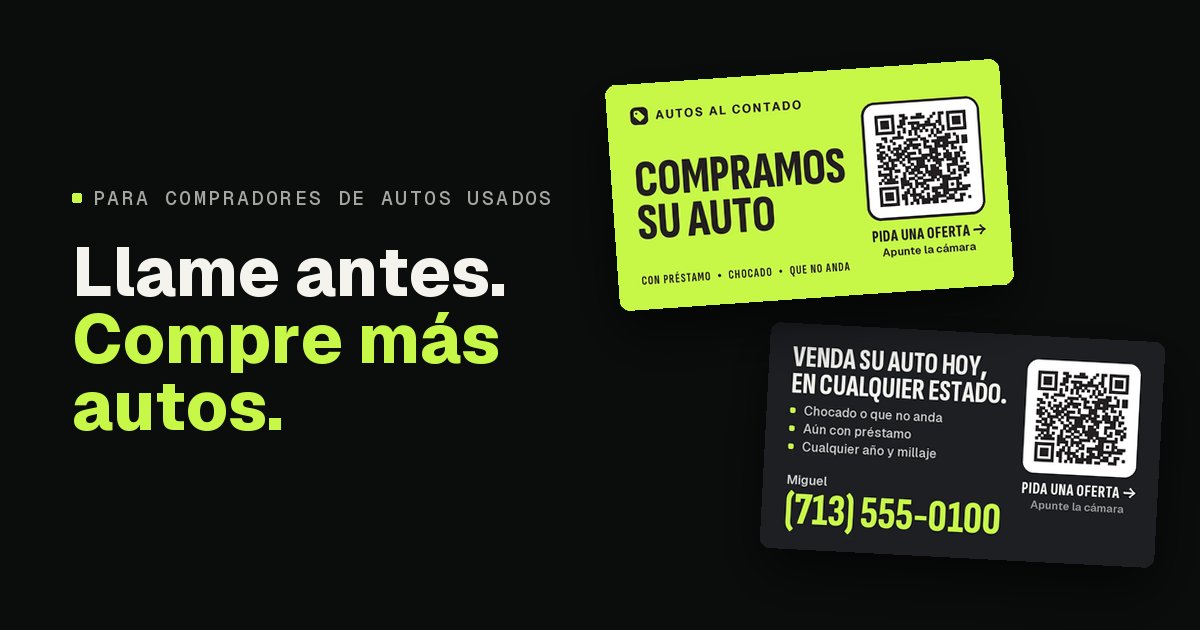 PARA COMPRADORES DE AUTOS USADOS
Llame antes.
Compre más
autos.
AUTOS AL CONTADO
COMPRAMOS
SU AUTO
CON PRÉSTAMO • CHOCADO • QUE NO ANDA
PIDA UNA OFERTA →
Apunte la cámara
VENDA SU AUTO HOY,
EN CUALQUIER ESTADO.
Chocado o que no anda
Aún con préstamo
Cualquier año y millaje
Miguel
(713) 555-0100
PIDA UNA OFERTA →
Apunte la cámara